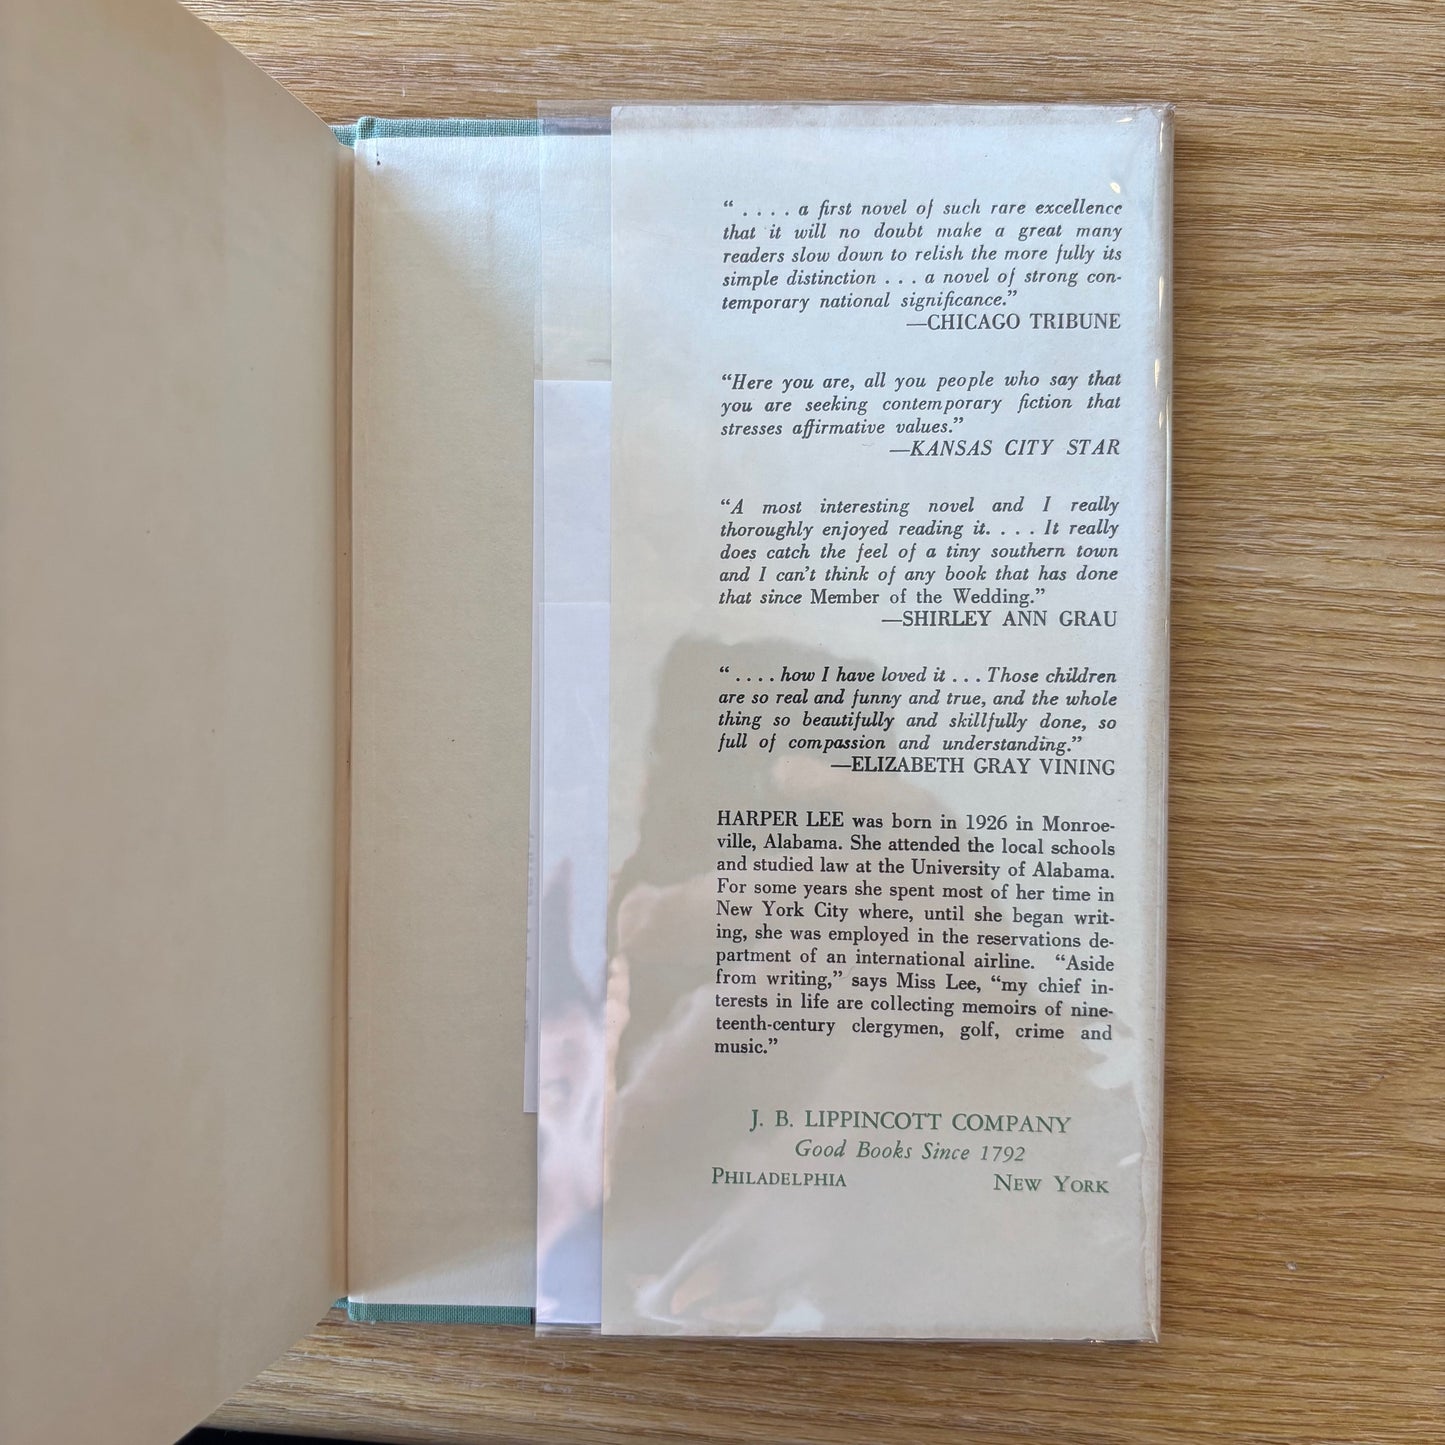 “ . . . . a first novel of such rare excellence
that it will no doubt make a great many
readers slow down to relish the more fully its
simple distinction . . . a novel of strong con-
temporary national significance.”
—CHICAGO TRIBUNE
“Here you are, all you people who say that
you are seeking contemporary fiction that
stresses affirmative values.”
—KANSAS CITY STAR
“A most interesting novel and I really
thoroughly enjoyed reading it. . . . It really
does catch the feel of a tiny southern town
and I can’t think of any book that has done
that since Member of the Wedding.”
—SHIRLEY ANN GRAU
“ . . . . how I have loved it . . . Those children
are so real and funny and true, and the whole
thing so beautifully and skillfully done, so
full of compassion and understanding.”
—ELIZABETH GRAY VINING
HARPER LEE was born in 1926 in Monroe-
ville, Alabama. She attended the local schools
and studied law at the University of Alabama.
For some years she spent most of her time in
New York City where, until she began writ-
ing, she was employed in the reservations de-
partment of an international airline. “Aside
from writing,” says Miss Lee, “my chief in-
terests in life are collecting memoirs of nine-
teenth-century clergymen, golf, crime and
music.”
J. B. LIPPINCOTT COMPANY
Good Books Since 1792
PHILADELPHIA NEW YORK